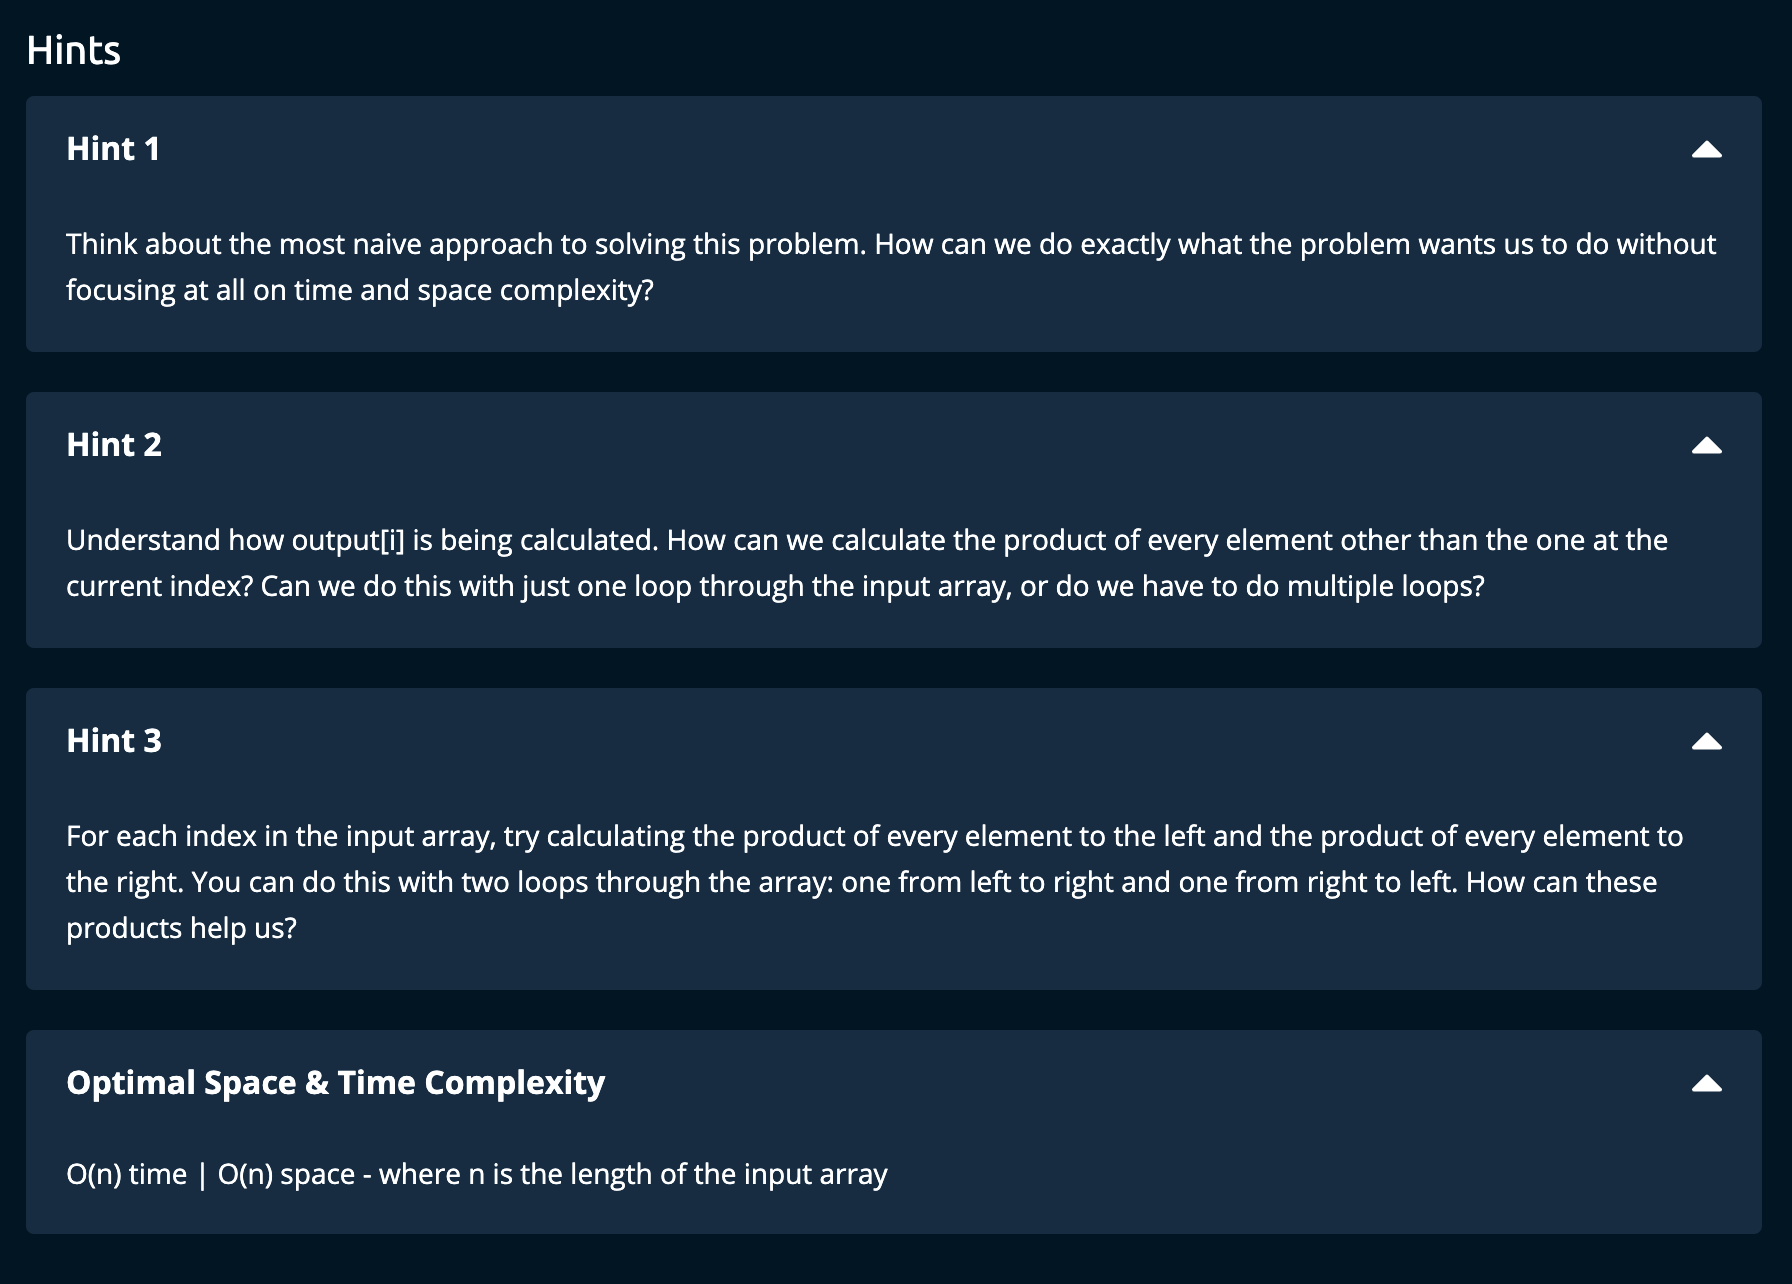 Hints
Hint 1
Think about the most naive approach to solving this problem. How can we do exactly what the problem wants us to do without
focusing at all on time and space complexity?
Hint 2
Understand how output[i] is being calculated. How can we calculate the product of every element other than the one at the
current index? Can we do this with just one loop through the input array, or do we have to do multiple loops?
Hint 3
For each index in the input array, try calculating the product of every element to the left and the product of every element to
the right. You can do this with two loops through the array: one from left to right and one from right to left. How can these
products help us?
Optimal Space & Time Complexity
O(n) time | O(n) space - where n is the length of the input array